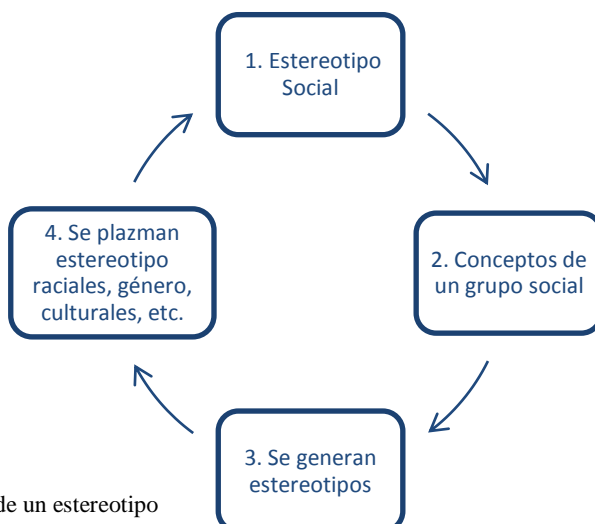 1. Estereotipo
Social
2. Conceptos de
un grupo social
3. Se generan
estereotipos
4. Se plazman
estereotipo
raciales, género,
culturales, etc.
de un estereotipo